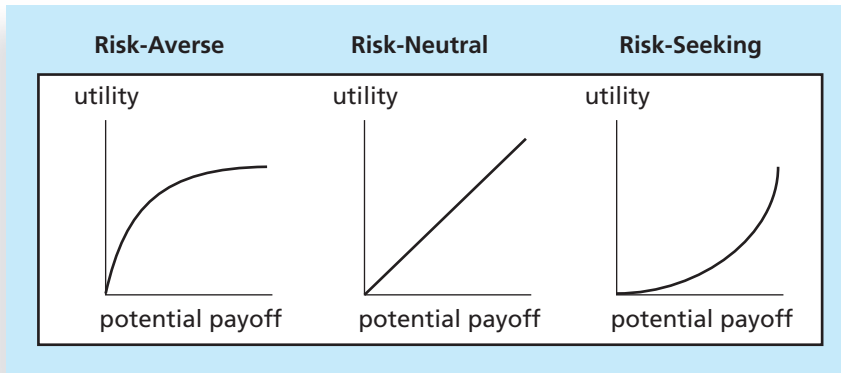 Risk-Averse Risk-Neutral Risk-Seeking
utility utility utility
potential payoff potential payoff potential payoff